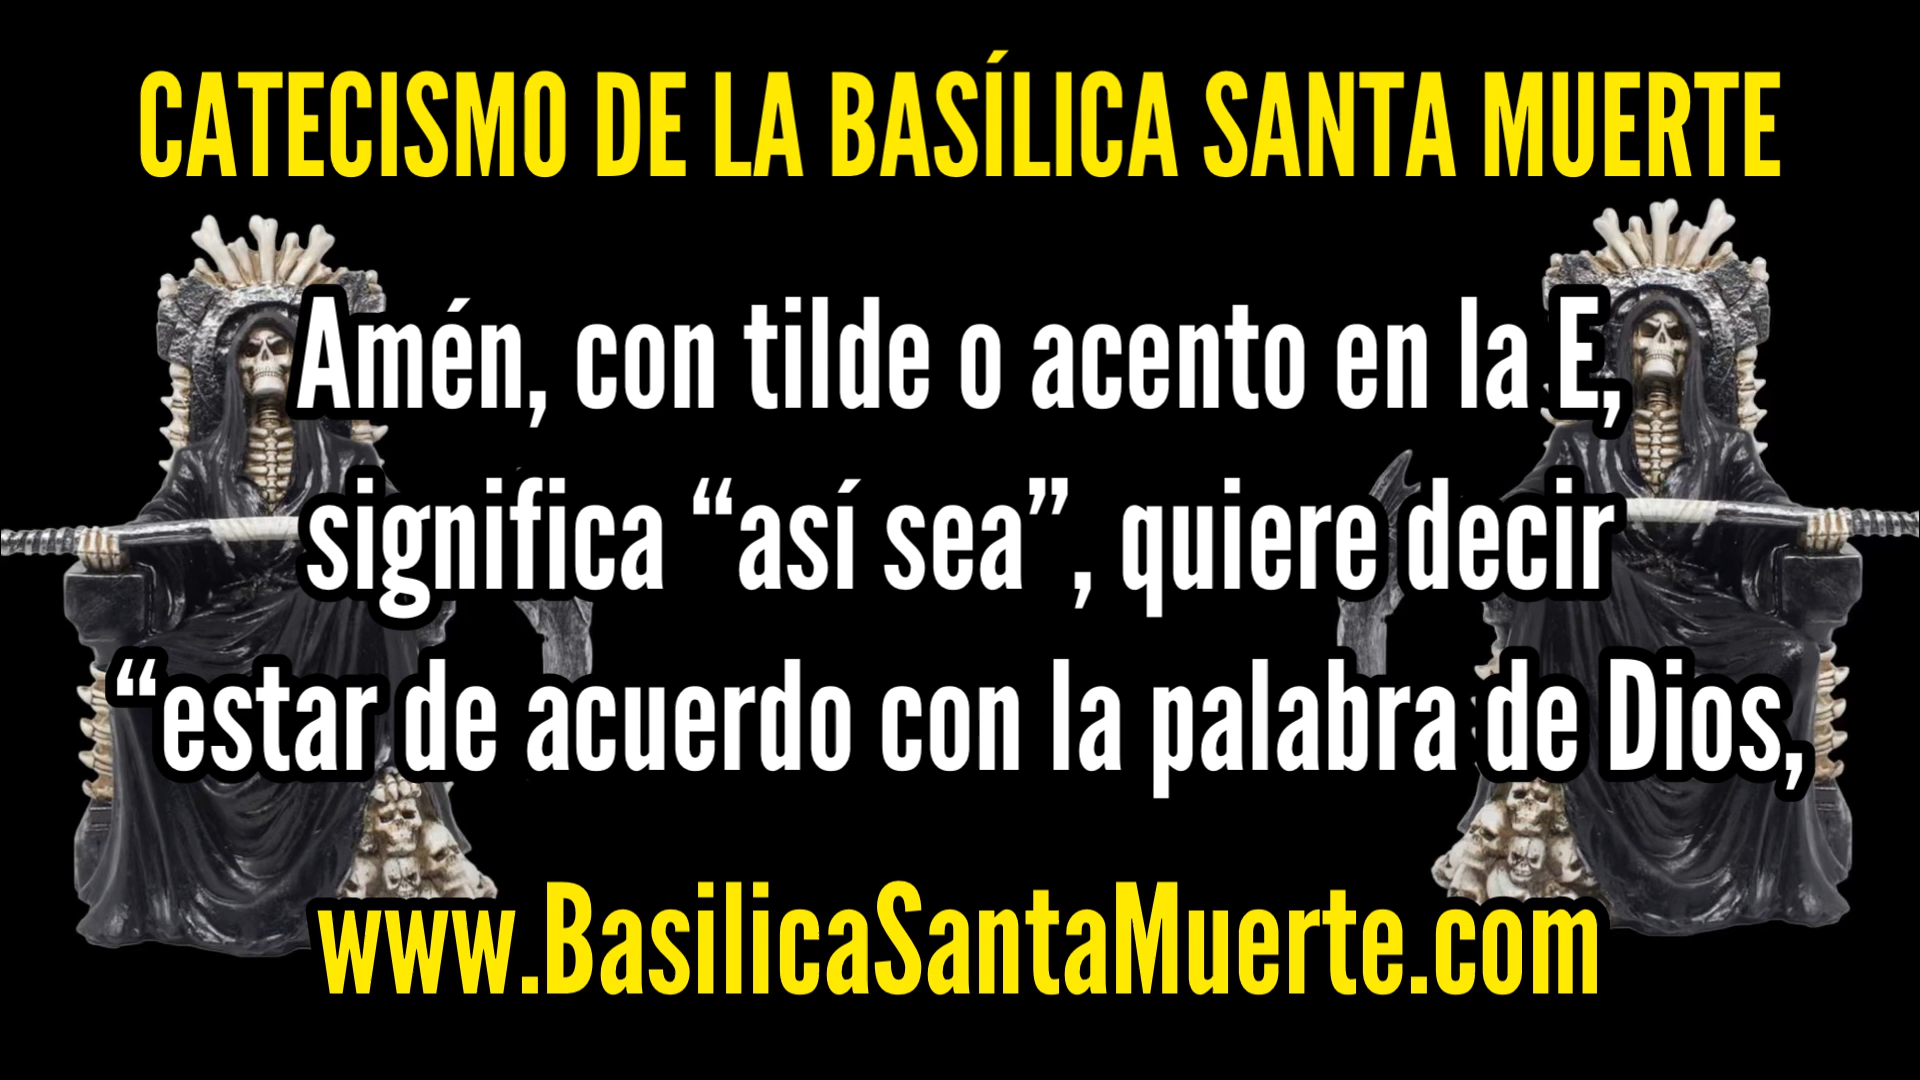 CATECISMO DE LA BASÍLICA SANTA MUERTE
Amén, con tilde o acento en la E,
significa “así sea”, quiere decir
“estar de acuerdo con la palabra de Dios,
www.BasilicaSantaMuerte.com